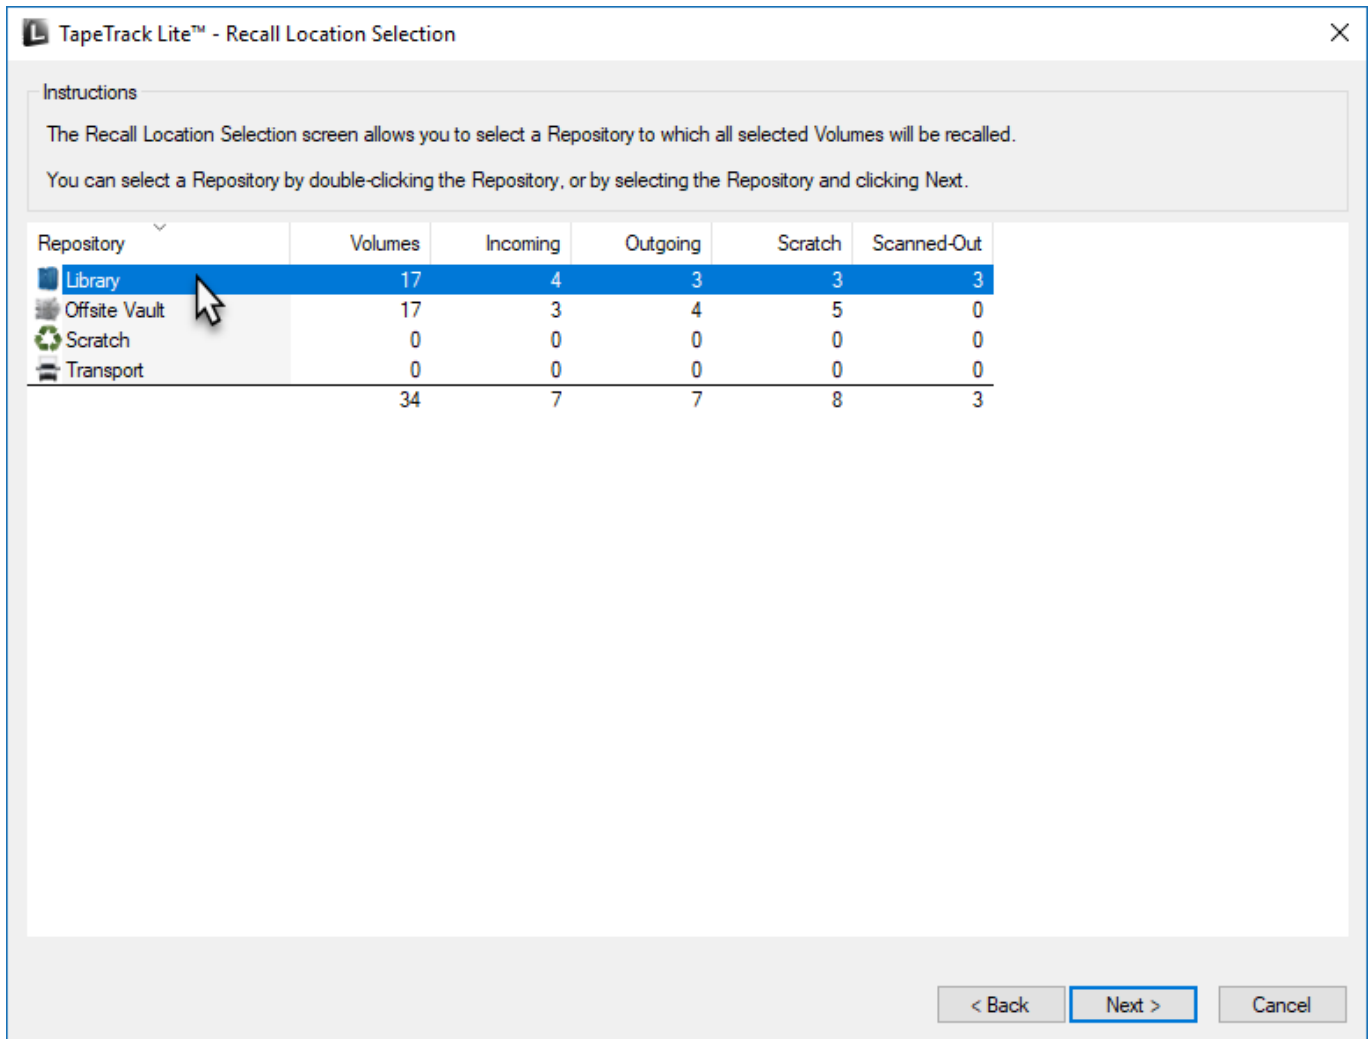 TapeTrack Lite™ - Recall Location Selection
Instructions
The Recall Location Selection screen allows you to select a Repository to which all selected Volumes will be recalled.
You can select a Repository by double-clicking the Repository, or by selecting the Repository and clicking Next.
Repository Volumes Incoming Outgoing Scratch Scanned-Out
Library 17 4 3 3 3
Offsite Vault 17 3 4 5 0
Scratch 0 0 0 0 0
Transport 0 0 0 0 0
34 7 7 8 3
< Back Next > Cancel